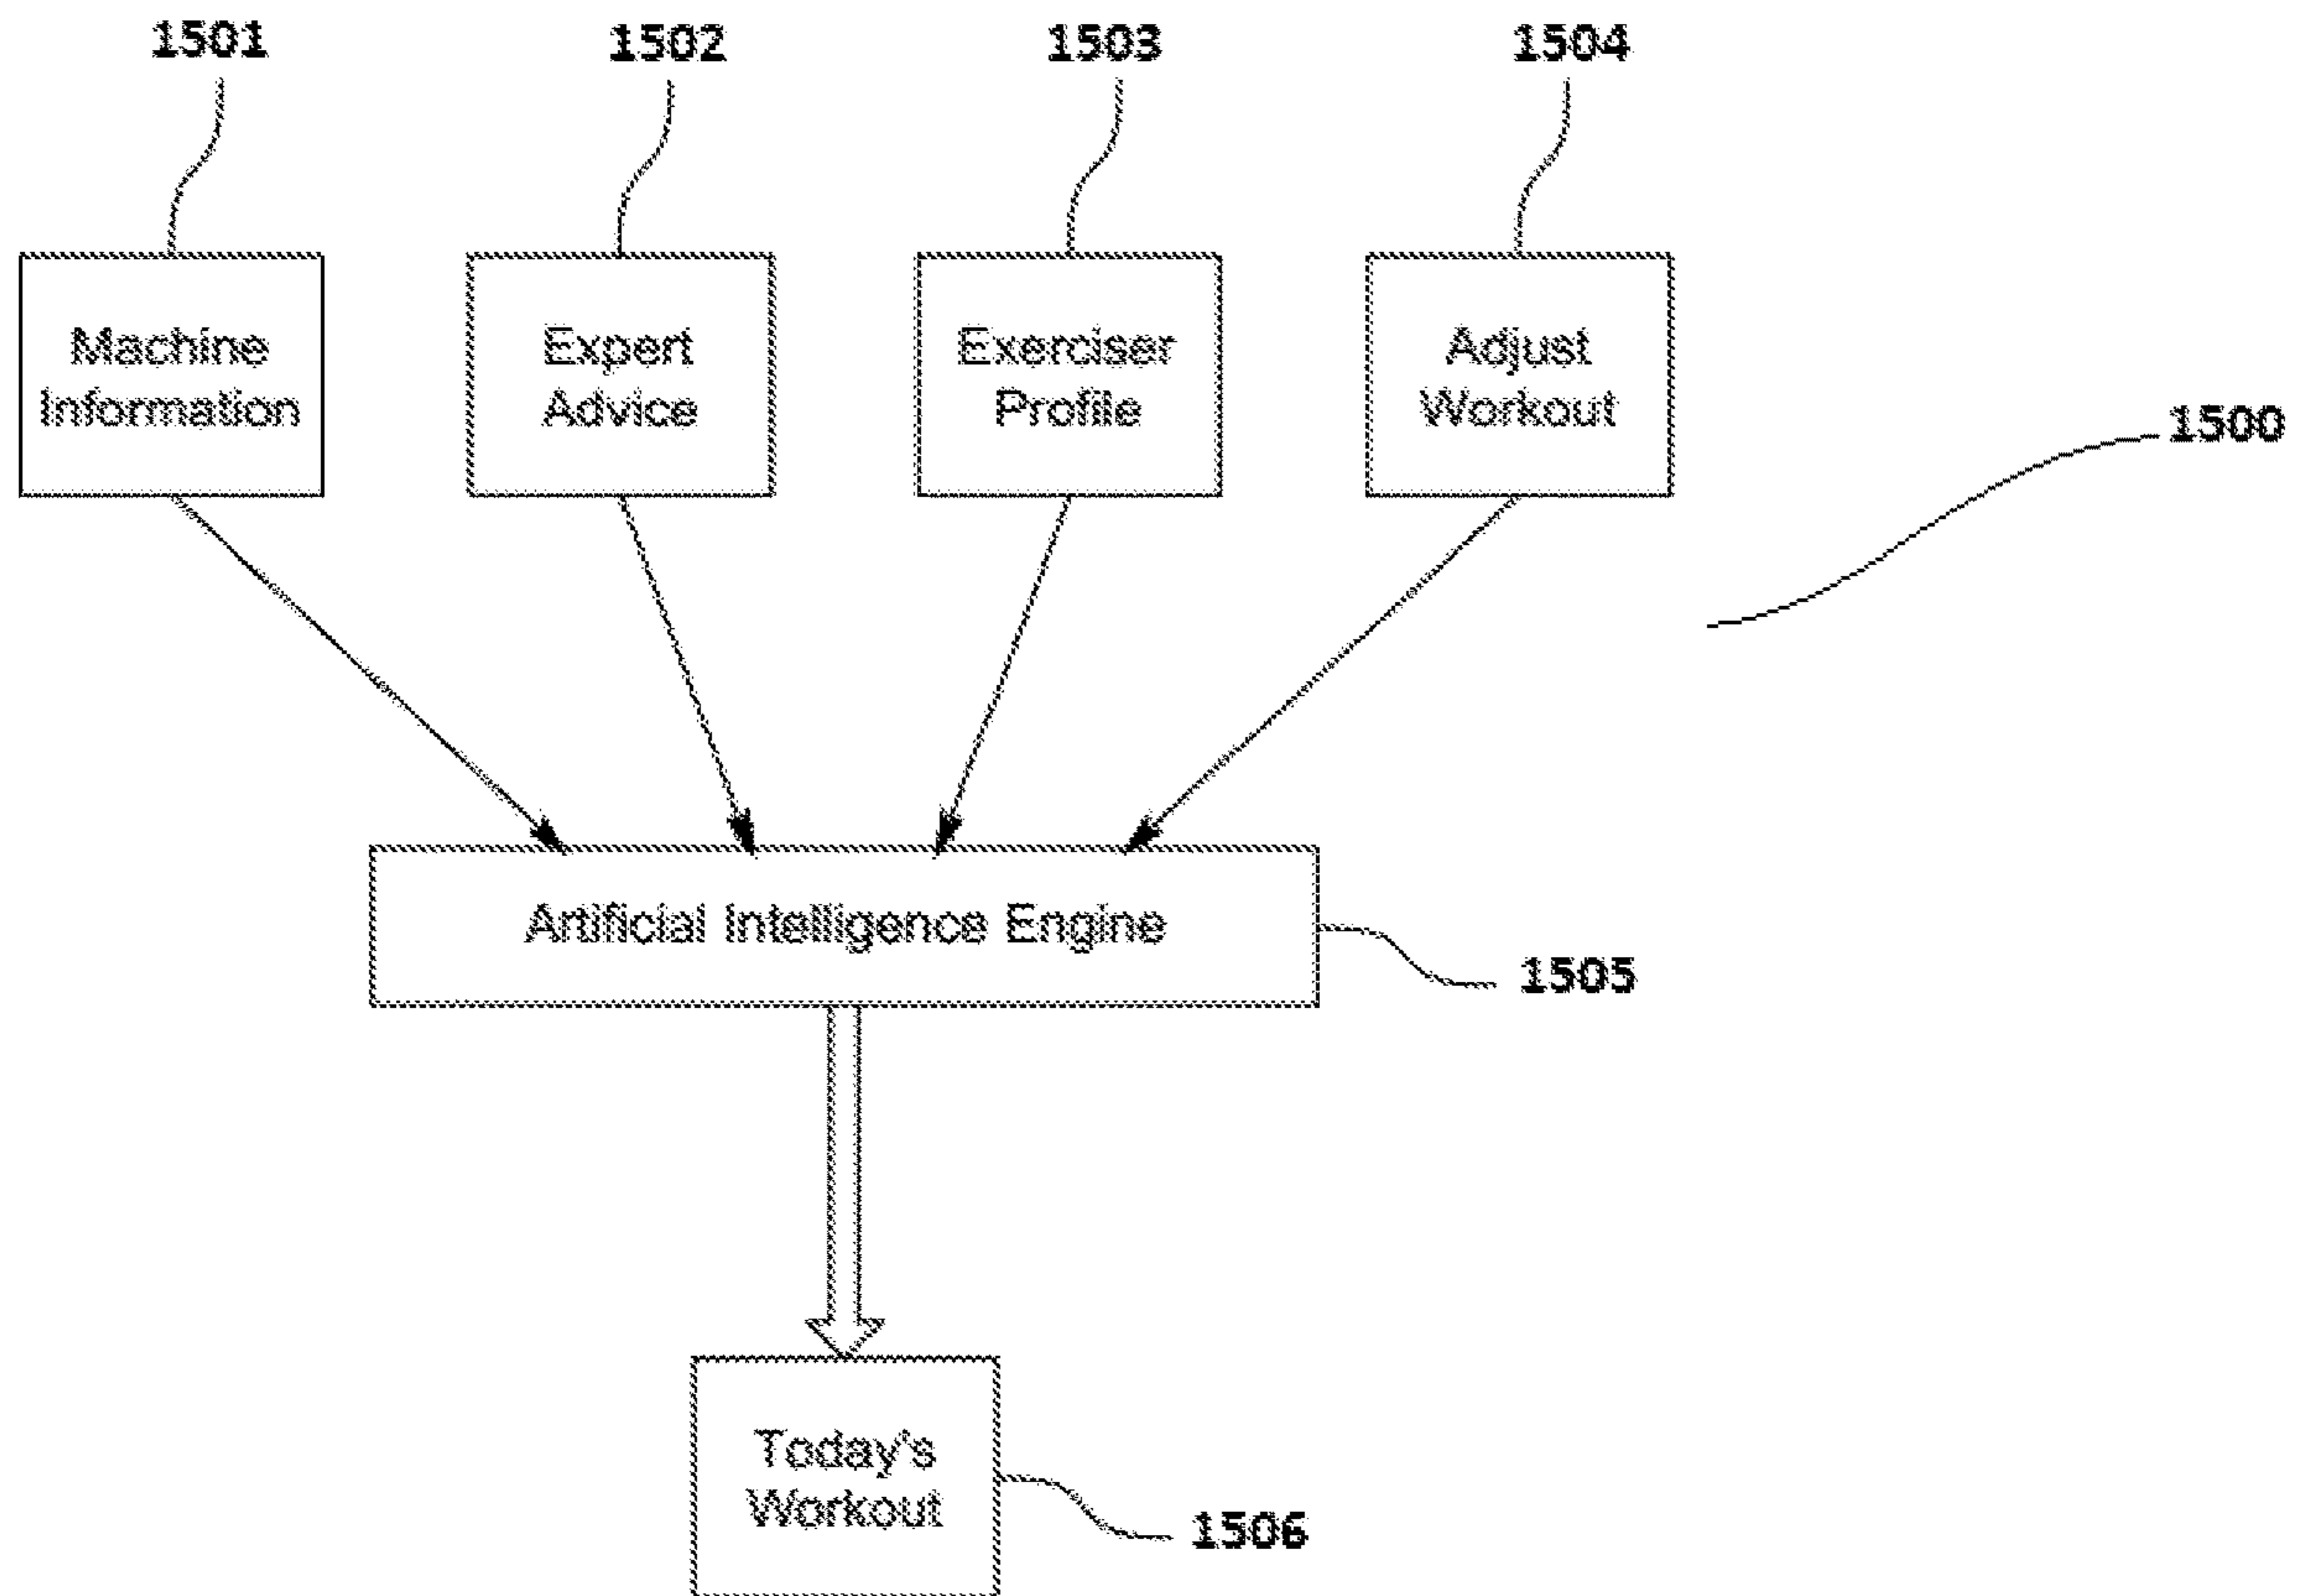 1501
1502
1503
1504
Machine
Information
Expert
Advice
Exerciser
Profile
Adjust
Workout
1500
Artificial Intelligence Engine
1505
Today's
Workout
1506